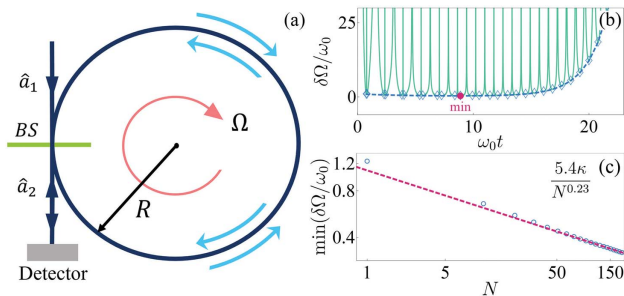 (a)
â₁
BS
â₂
Detector
Ω
R
(b)
δΩ/ω₀
25
0
min
0 10 20
ω₀t
(c)
min(δΩ/ω₀)
1.2
0.8
0.4
5.4κ
N^0.23
1 5 50 150
N